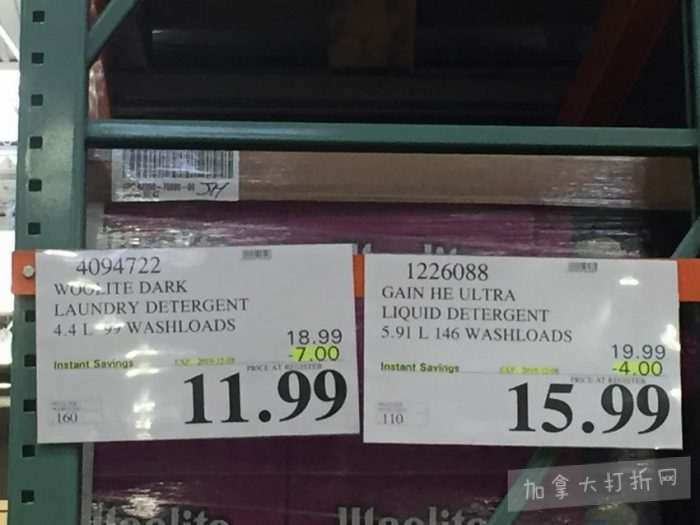 4094722
WOOLITE DARK
LAUNDRY DETERGENT
4.4 L 99 WASHLOADS
18.99
Instant Savings
-7.00
PRICE AT REGISTER
11.99
.160
1226088
GAIN HE ULTRA
LIQUID DETERGENT
5.91 L 146 WASHLOADS
19.99
Instant Savings
-4.00
PRICE AT REGISTER
15.99
.110
加拿大打折网